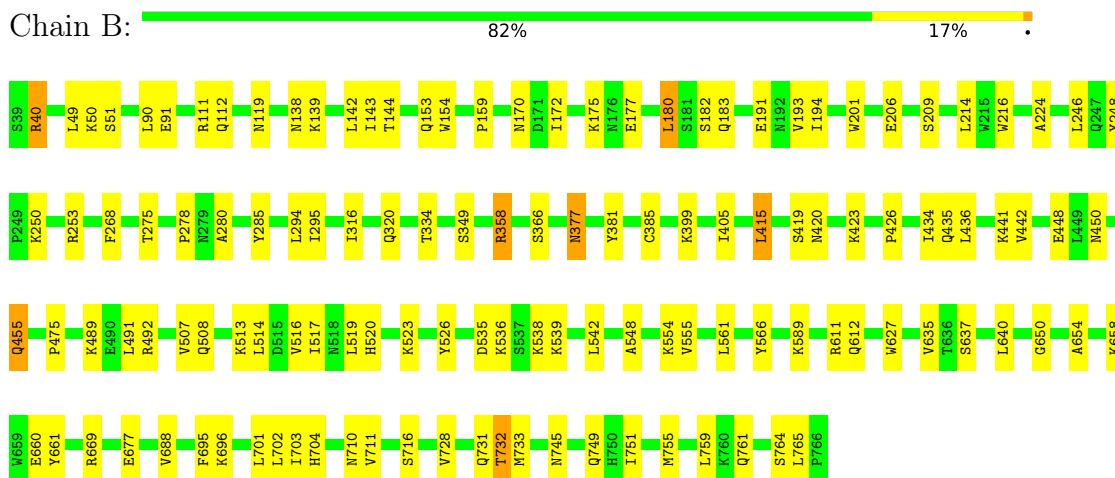 Chain B:
82% 17% •
S39 R40 L49 K50 S51 L90 E91 R111 Q112 N119 N138 K139 L142 I143 T144 Q153 W154 P159 N170 D171 I172 K175 N176 E177 L180 S181 S182 Q183 E191 N192 V193 I194 W201 E206 S209 L214 W215 W216 A224 L246 Q247 Y248
P249 K250 R253 F268 T275 P278 N279 A280 Y285 L294 I295 I316 Q320 T334 S349 R358 S366 N377 Y381 C385 K399 I405 L415 S419 N420 K423 P426 I434 Q435 L436 K441 V442 E448 L449 N450
Q455 P475 K489 E490 L491 R492 V507 Q508 K513 L514 D515 V516 I517 N518 L519 H520 K523 Y526 D535 K536 S537 K538 K539 L542 A548 K554 V555 L561 Y566 K589 R611 Q612 W627 V635 T636 S637 L640 G650 A654 K658
W659 E660 Y661 R669 E677 V688 F695 K696 L701 L702 I703 H704 N710 V711 S716 V728 Q731 T732 M733 N745 Q749 H750 I751 M755 L759 K760 Q761 S764 L765 P766